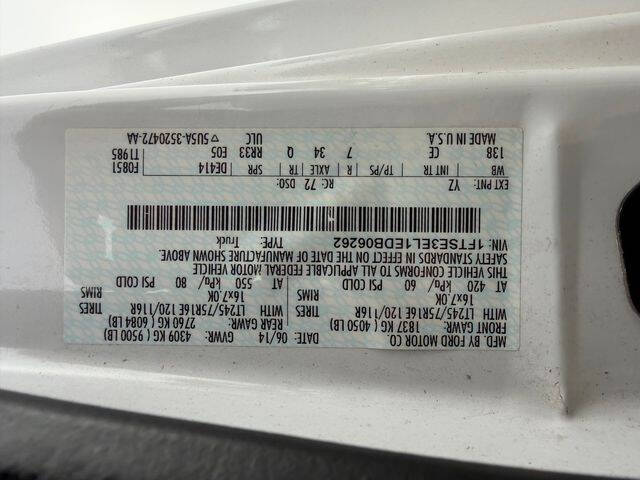 MFD. BY FORD MOTOR CO.
DATE: 06/14 GVWR: 4309 KG ( 9500 LB)
FRONT GAWR: 1837 KG ( 4050 LB) REAR GAWR: 2760 KG ( 6084 LB)
WITH LT245/75R16E 120/116R TIRES WITH LT245/75R16E 120/116R TIRES
16x7.0K RIMS 16x7.0K RIMS
AT 420 kPa/ 60 PSI COLD AT 550 kPa/ 80 PSI COLD
THIS VEHICLE CONFORMS TO ALL APPLICABLE FEDERAL MOTOR VEHICLE
SAFETY STANDARDS IN EFFECT ON THE DATE OF MANUFACTURE SHOWN ABOVE.
VIN: 1FTSE3EL1EDB06262 TYPE: Truck
EXT PNT: YZ RC: 72 DSO: F0851
WB INT TR TP/PS R AXLE TR SPR DE414 T1985
138 CE 7 34 Q RR33 E05
MADE IN U.S.A. ULC
5U5A-3520472-AA